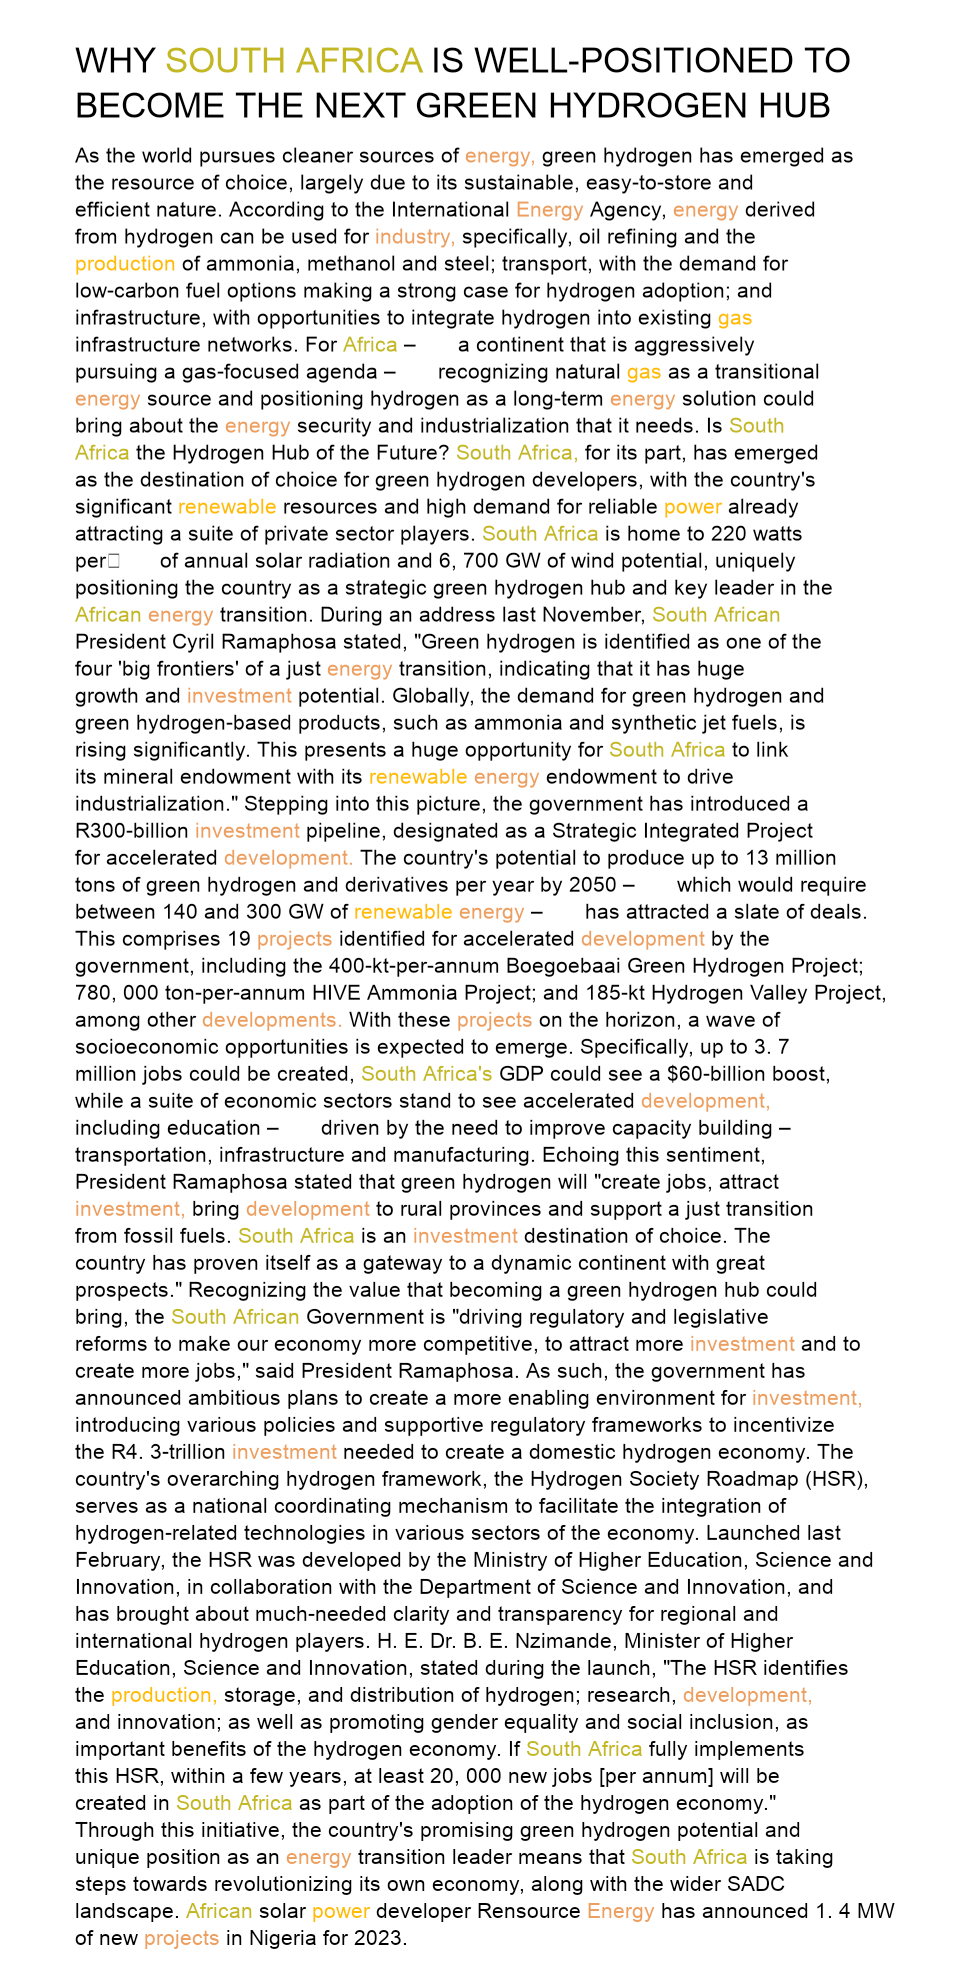 WHY SOUTH AFRICA IS WELL-POSITIONED TO
BECOME THE NEXT GREEN HYDROGEN HUB
As the world pursues cleaner sources of energy, green hydrogen has emerged as
the resource of choice, largely due to its sustainable, easy-to-store and
efficient nature. According to the International Energy Agency, energy derived
from hydrogen can be used for industry, specifically, oil refining and the
production of ammonia, methanol and steel; transport, with the demand for
low-carbon fuel options making a strong case for hydrogen adoption; and
infrastructure, with opportunities to integrate hydrogen into existing gas
infrastructure networks. For Africa – a continent that is aggressively
pursuing a gas-focused agenda – recognizing natural gas as a transitional
energy source and positioning hydrogen as a long-term energy solution could
bring about the energy security and industrialization that it needs. Is South
Africa the Hydrogen Hub of the Future? South Africa, for its part, has emerged
as the destination of choice for green hydrogen developers, with the country's
significant renewable resources and high demand for reliable power already
attracting a suite of private sector players. South Africa is home to 220 watts
per□ of annual solar radiation and 6, 700 GW of wind potential, uniquely
positioning the country as a strategic green hydrogen hub and key leader in the
African energy transition. During an address last November, South African
President Cyril Ramaphosa stated, "Green hydrogen is identified as one of the
four 'big frontiers' of a just energy transition, indicating that it has huge
growth and investment potential. Globally, the demand for green hydrogen and
green hydrogen-based products, such as ammonia and synthetic jet fuels, is
rising significantly. This presents a huge opportunity for South Africa to link
its mineral endowment with its renewable energy endowment to drive
industrialization." Stepping into this picture, the government has introduced a
R300-billion investment pipeline, designated as a Strategic Integrated Project
for accelerated development. The country's potential to produce up to 13 million
tons of green hydrogen and derivatives per year by 2050 – which would require
between 140 and 300 GW of renewable energy – has attracted a slate of deals.
This comprises 19 projects identified for accelerated development by the
government, including the 400-kt-per-annum Boegoebaai Green Hydrogen Project;
780, 000 ton-per-annum HIVE Ammonia Project; and 185-kt Hydrogen Valley Project,
among other developments. With these projects on the horizon, a wave of
socioeconomic opportunities is expected to emerge. Specifically, up to 3. 7
million jobs could be created, South Africa's GDP could see a $60-billion boost,
while a suite of economic sectors stand to see accelerated development,
including education – driven by the need to improve capacity building –
transportation, infrastructure and manufacturing. Echoing this sentiment,
President Ramaphosa stated that green hydrogen will "create jobs, attract
investment, bring development to rural provinces and support a just transition
from fossil fuels. South Africa is an investment destination of choice. The
country has proven itself as a gateway to a dynamic continent with great
prospects." Recognizing the value that becoming a green hydrogen hub could
bring, the South African Government is "driving regulatory and legislative
reforms to make our economy more competitive, to attract more investment and to
create more jobs," said President Ramaphosa. As such, the government has
announced ambitious plans to create a more enabling environment for investment,
introducing various policies and supportive regulatory frameworks to incentivize
the R4. 3-trillion investment needed to create a domestic hydrogen economy. The
country's overarching hydrogen framework, the Hydrogen Society Roadmap (HSR),
serves as a national coordinating mechanism to facilitate the integration of
hydrogen-related technologies in various sectors of the economy. Launched last
February, the HSR was developed by the Ministry of Higher Education, Science and
Innovation, in collaboration with the Department of Science and Innovation, and
has brought about much-needed clarity and transparency for regional and
international hydrogen players. H. E. Dr. B. E. Nzimande, Minister of Higher
Education, Science and Innovation, stated during the launch, "The HSR identifies
the production, storage, and distribution of hydrogen; research, development,
and innovation; as well as promoting gender equality and social inclusion, as
important benefits of the hydrogen economy. If South Africa fully implements
this HSR, within a few years, at least 20, 000 new jobs [per annum] will be
created in South Africa as part of the adoption of the hydrogen economy."
Through this initiative, the country's promising green hydrogen potential and
unique position as an energy transition leader means that South Africa is taking
steps towards revolutionizing its own economy, along with the wider SADC
landscape. African solar power developer Rensource Energy has announced 1. 4 MW
of new projects in Nigeria for 2023.